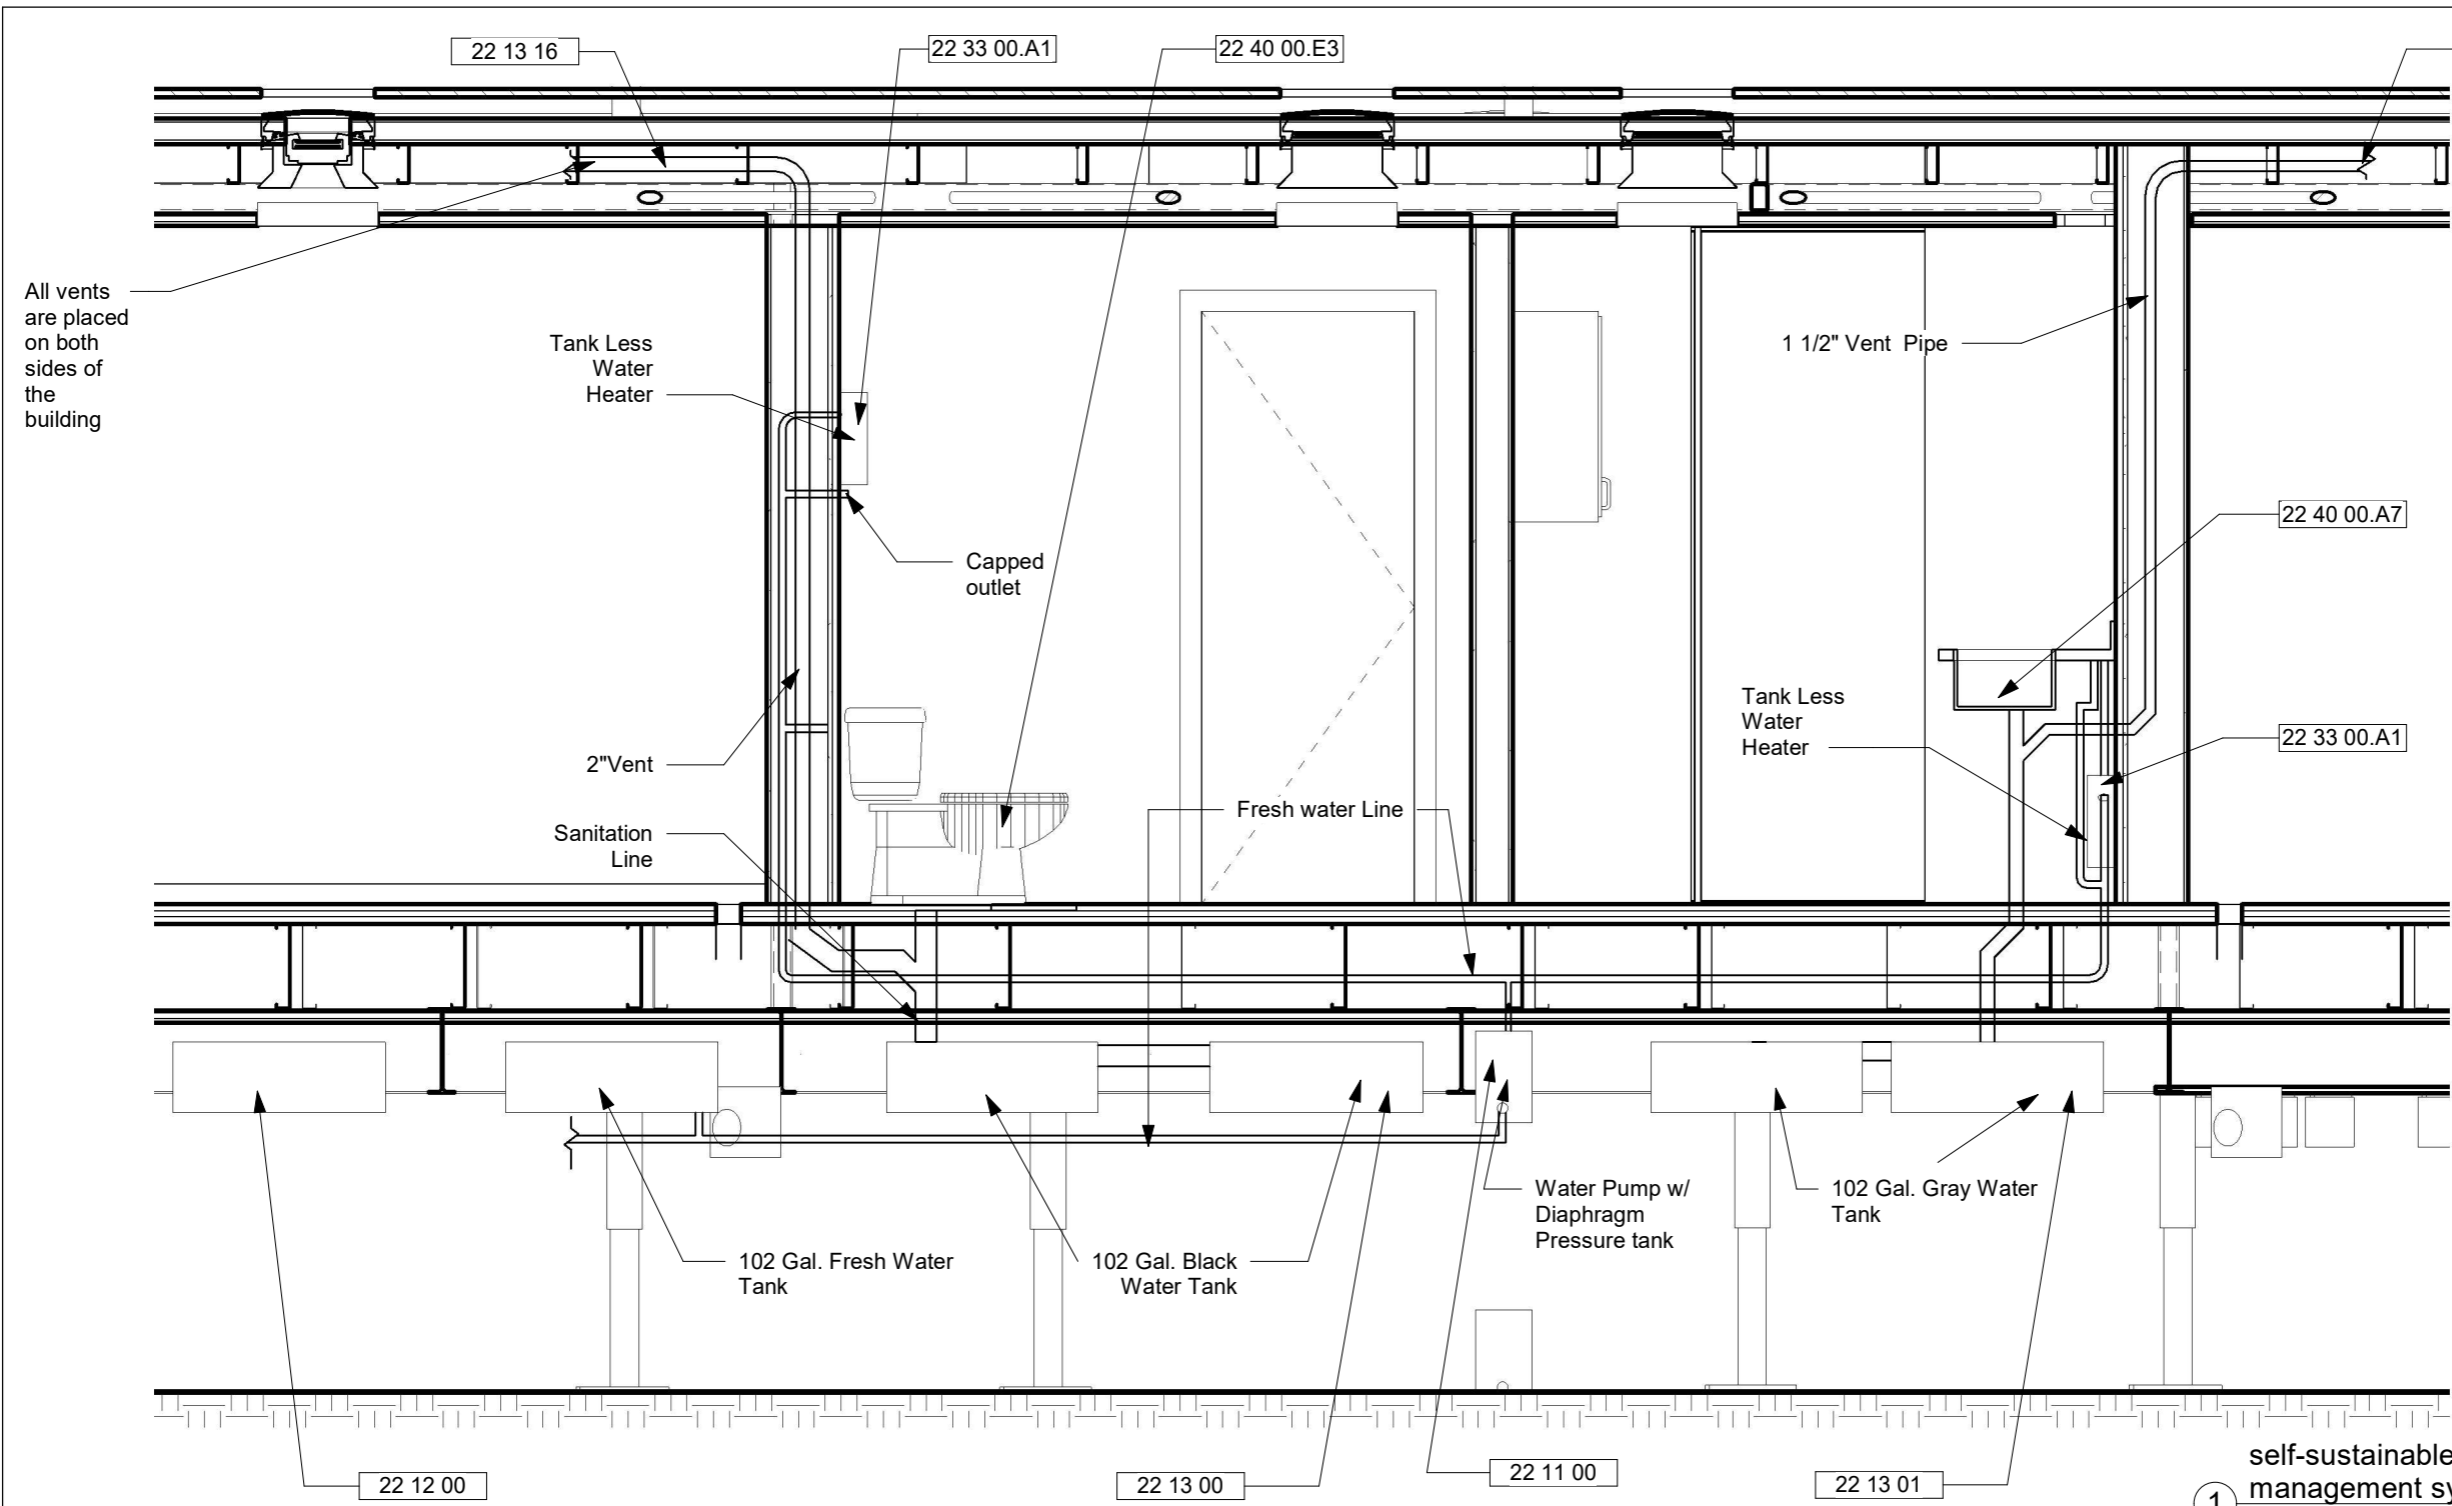 22 13 16
22 33 00.A1
22 40 00.E3
All vents
are placed
on both
sides of
the
building
Tank Less
Water
Heater
1 1/2" Vent Pipe
22 40 00.A7
Capped
outlet
Tank Less
Water
Heater
22 33 00.A1
2"Vent
Fresh water Line
Sanitation
Line
Water Pump w/
Diaphragm
Pressure tank
102 Gal. Gray Water
Tank
102 Gal. Fresh Water
Tank
102 Gal. Black
Water Tank
22 12 00
22 13 00
22 11 00
22 13 01
self-sustainable
management sy
1